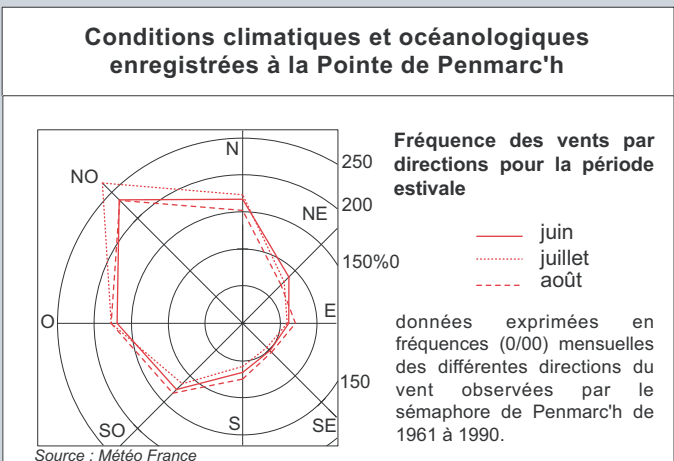 Conditions climatiques et océanologiques
enregistrées à la Pointe de Penmarc'h
N
NO
NE
O
E
SO
S
SE
250
200
150%0
150
Source : Météo France
Fréquence des vents par
directions pour la période
estivale
juin
juillet
août
données exprimées en
fréquences (0/00) mensuelles
des différentes directions du
vent observées par le
sémaphore de Penmarc'h de
1961 à 1990.